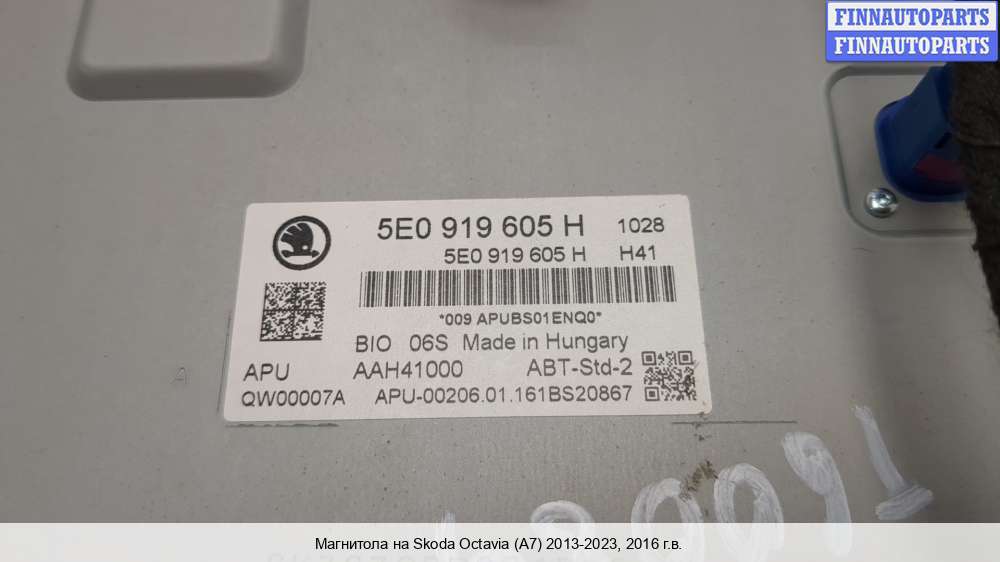 FINNAUTOPARTS
FINNAUTOPARTS
5E0 919 605 H 1028
5E0 919 605 H H41
*009 APUBS01ENQ0*
BIO 06S Made in Hungary
APU AAH41000 ABT-Std-2
QW00007A APU-00206.01.161BS20867
A
Магнитола на Skoda Octavia (A7) 2013-2023, 2016 г.в.